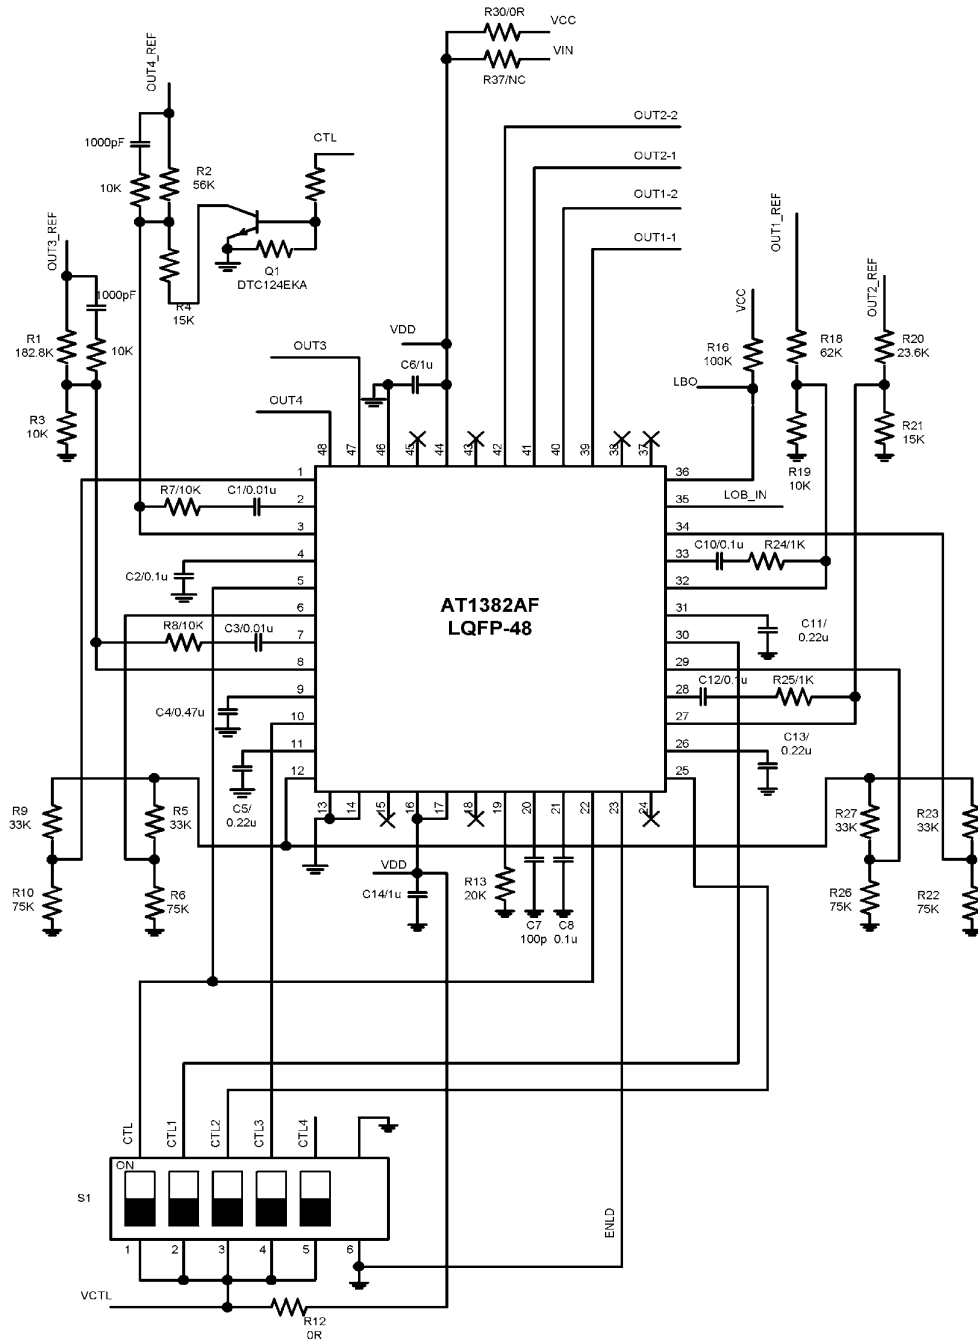 R30/0R
VCC
VIN
R37/NC
OUT4_REF
1000pF
10K
R2
56K
CTL
OUT2-2
OUT2-1
OUT1-2
OUT1-1
OUT3_REF
1000pF
Q1
DTC124EKA
R4
15K
R1
182.8K
10K
R3
10K
VDD
OUT3
C6/1u
OUT4
OUT1_REF
OUT2_REF
VCC
R16
100K
R18
62K
R20
23.6K
LBO
R21
15K
R19
10K
48
47
46
45
44
43
42
41
40
39
38
37
1
2
3
4
5
6
7
8
9
10
11
12
36
35
34
33
32
31
30
29
28
27
26
25
13
14
15
16
17
18
19
20
21
22
23
24
R7/10K
C1/0.01u
C2/0.1u
R8/10K
C3/0.01u
C4/0.47u
C5/
0.22u
AT1382AF
LQFP-48
LOB_IN
C10/0.1u
R24/1K
C11/
0.22u
C12/0.1u
R25/1K
C13/
0.22u
R9
33K
R5
33K
R10
75K
R6
75K
VDD
C14/1u
R13
20K
C7
100p
C8
0.1u
R27
33K
R23
33K
R26
75K
R22
75K
CTL
CTL1
CTL2
CTL3
CTL4
ON
S1
1
2
3
4
5
6
ENLD
VCTL
R12
0R